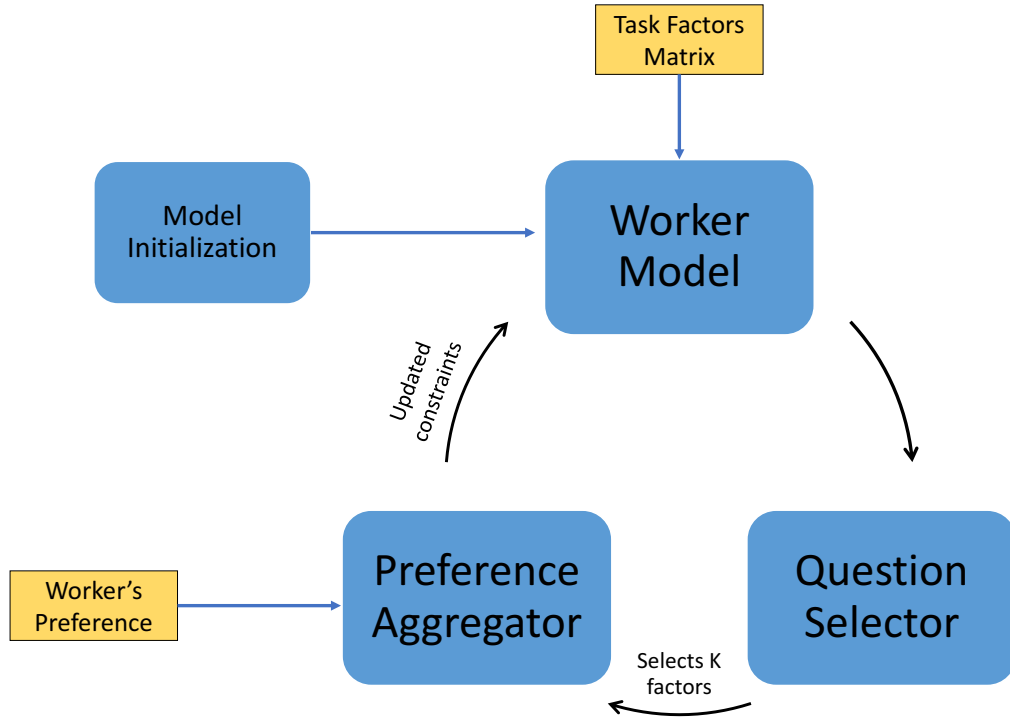 Task Factors
Matrix
Model
Initialization
Worker
Model
Updated
constraints
Preference
Aggregator
Question
Selector
Worker’s
Preference
Selects K
factors